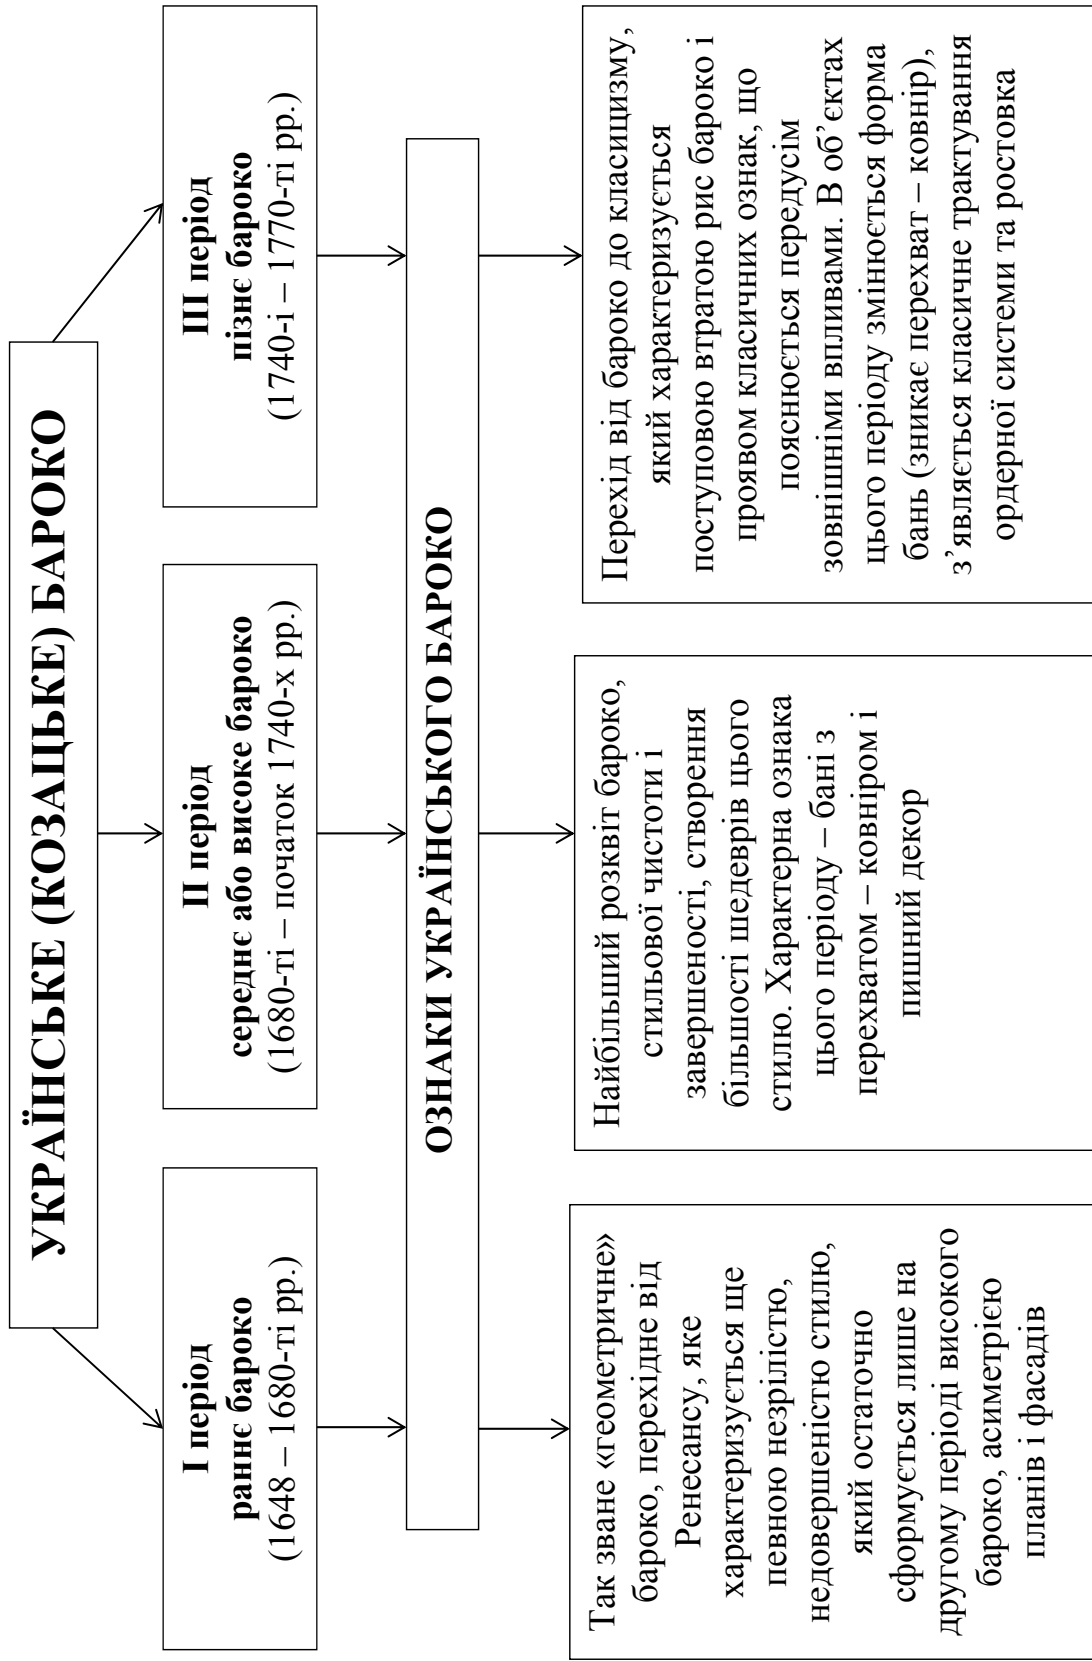 УКРАЇНСЬКЕ (КОЗАЦЬКЕ) БАРОКО
І період
раннє бароко
(1648 – 1680-ті рр.)
ІІ період
середнє або високе бароко
(1680-ті – початок 1740-х рр.)
ІІІ період
пізнє бароко
(1740-і – 1770-ті рр.)
ОЗНАКИ УКРАЇНСЬКОГО БАРОКО
Так зване «геометричне»
бароко, перехідне від
Ренесансу, яке
характеризується ще
певною незрілістю,
недовершеністю стилю,
який остаточно
сформується лише на
другому періоді високого
бароко, асиметрією
планів і фасадів
Найбільший розквіт бароко,
стильової чистоти і
завершеності, створення
більшості шедеврів цього
стилю. Характерна ознака
цього періоду – бані з
перехватом – ковніром і
пишний декор
Перехід від бароко до класицизму,
який характеризується
поступовою втратою рис бароко і
проявом класичних ознак, що
пояснюється передусім
зовнішніми впливами. В об’єктах
цього періоду змінюється форма
бань (зникає перехват – ковнір),
з’являється класичне трактування
ордерної системи та ростовка